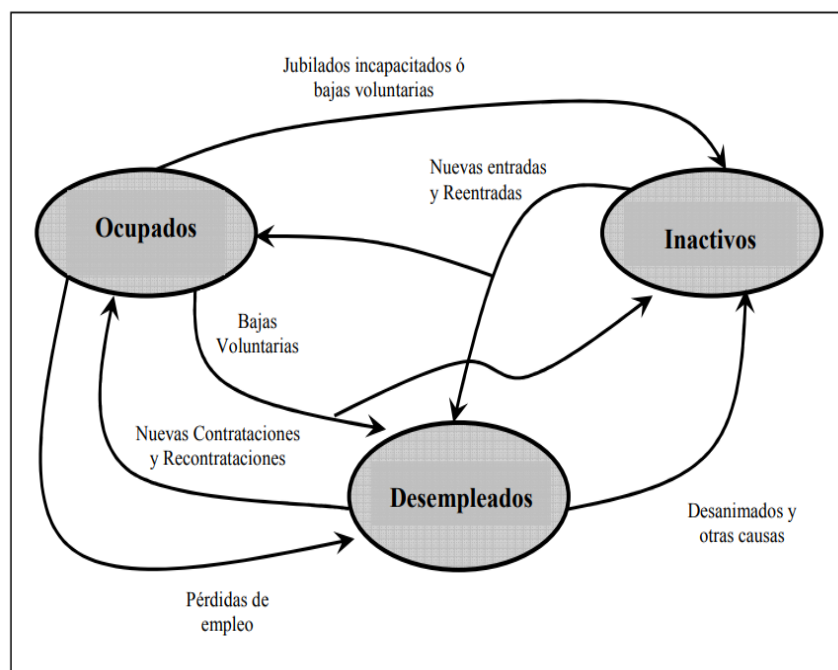 Jubilados incapacitados ó
bajas voluntarias
Nuevas entradas
y Reentradas
Ocupados
Inactivos
Bajas
Voluntarias
Nuevas Contrataciones
y Recontrataciones
Desempleados
Desanimados y
otras causas
Pérdidas de
empleo